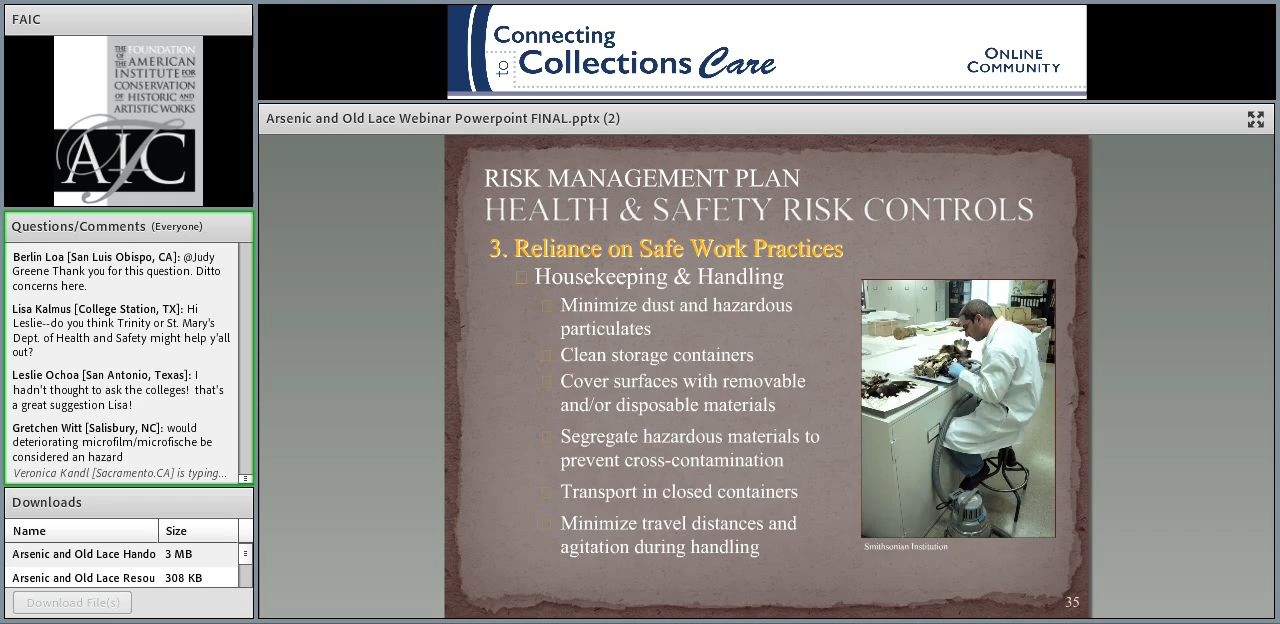 FAIC
THE FOUNDATION
OF THE AMERICAN
INSTITUTE FOR
CONSERVATION
OF HISTORIC AND
ARTISTIC WORKS
FAIC
Connecting
to Collections Care
ONLINE
COMMUNITY
Arsenic and Old Lace Webinar Powerpoint FINAL.pptx (2)
Questions/Comments (Everyone)
Berlin Loa [San Luis Obispo, CA]: @Judy
Greene Thank you for this question. Ditto
concerns here.
Lisa Kalmus [College Station, TX]: Hi
Leslie--do you think Trinity or St. Mary's
Dept. of Health and Safety might help y'all
out?
Leslie Ochoa [San Antonio, Texas]: I
hadn't thought to ask the colleges! that's
a great suggestion Lisa!
Gretchen Witt [Salisbury, NC]: would
deteriorating microfilm/microfische be
considered an hazard
Veronica Kandl [Sacramento.CA] is typing...
Downloads
Name Size
Arsenic and Old Lace Hando 3 MB
Arsenic and Old Lace Resou 308 KB
Download File(s)
RISK MANAGEMENT PLAN
HEALTH & SAFETY RISK CONTROLS
3. Reliance on Safe Work Practices
Housekeeping & Handling
Minimize dust and hazardous
particulates
Clean storage containers
Cover surfaces with removable
and/or disposable materials
Segregate hazardous materials to
prevent cross-contamination
Transport in closed containers
Minimize travel distances and
agitation during handling
Smithsonian Institution
35